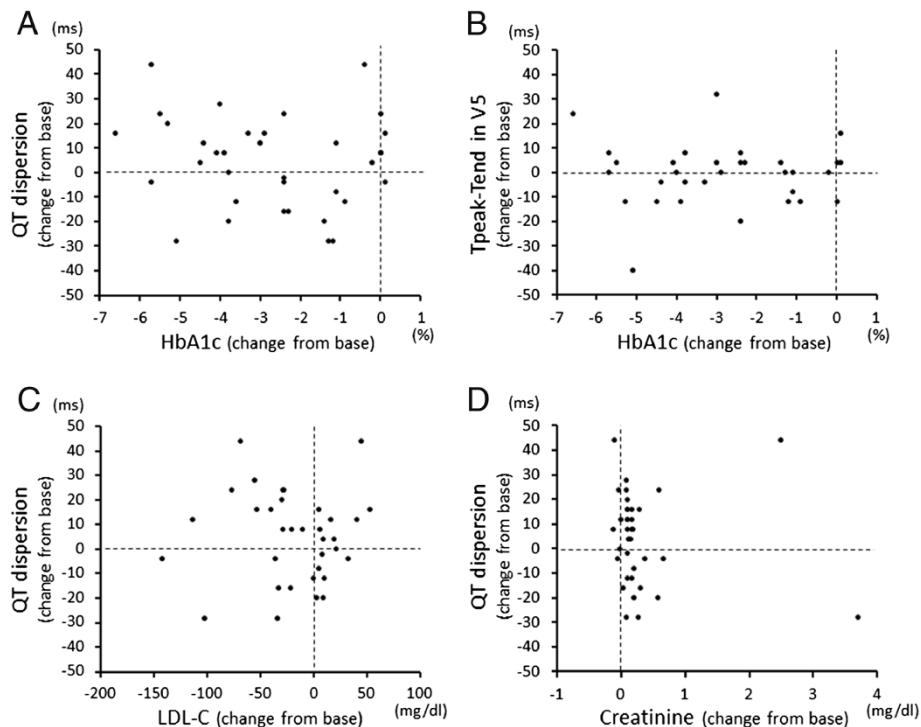 A
(ms)
50
40
30
20
10
0
-10
-20
-30
-40
-50
QT dispersion
(change from base)
-7 -6 -5 -4 -3 -2 -1 0 1
HbA1c (change from base)
(%)
B
(ms)
50
40
30
20
10
0
-10
-20
-30
-40
-50
Tpeak-Tend in V5
(change from base)
-7 -6 -5 -4 -3 -2 -1 0 1
HbA1c (change from base)
(%)
C
(ms)
50
40
30
20
10
0
-10
-20
-30
-40
-50
QT dispersion
(change from base)
-200 -150 -100 -50 0 50 100
LDL-C (change from base)
(mg/dl)
D
(ms)
50
40
30
20
10
0
-10
-20
-30
-40
-50
QT dispersion
(change from base)
-1 0 1 2 3 4
Creatinine (change from base)
(mg/dl)